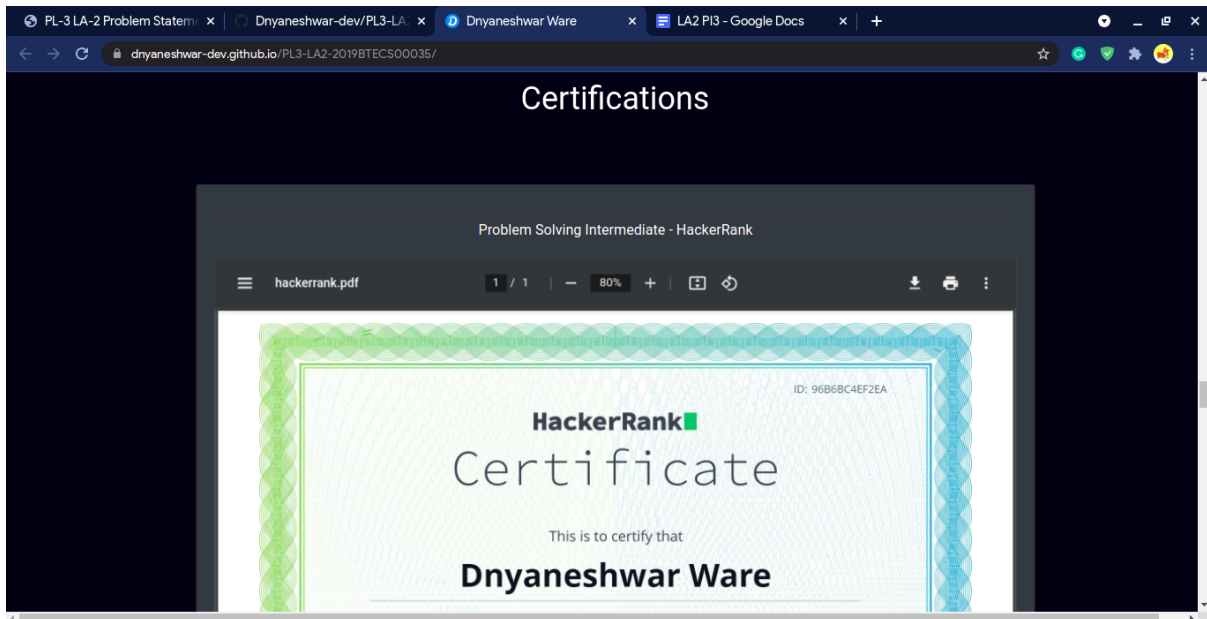 PL-3 LA-2 Problem Stateme
Dnyaneshwar-dev/PL3-LA
Dnyaneshwar Ware
LA2 Pl3 - Google Docs
dnyaneshwar-dev.github.io/PL3-LA2-2019BTECS00035/
Certifications
Problem Solving Intermediate - HackerRank
hackerrank.pdf
1 / 1
80%
ID: 96B6BC4EF2EA
HackerRank
Certificate
This is to certify that
Dnyaneshwar Ware